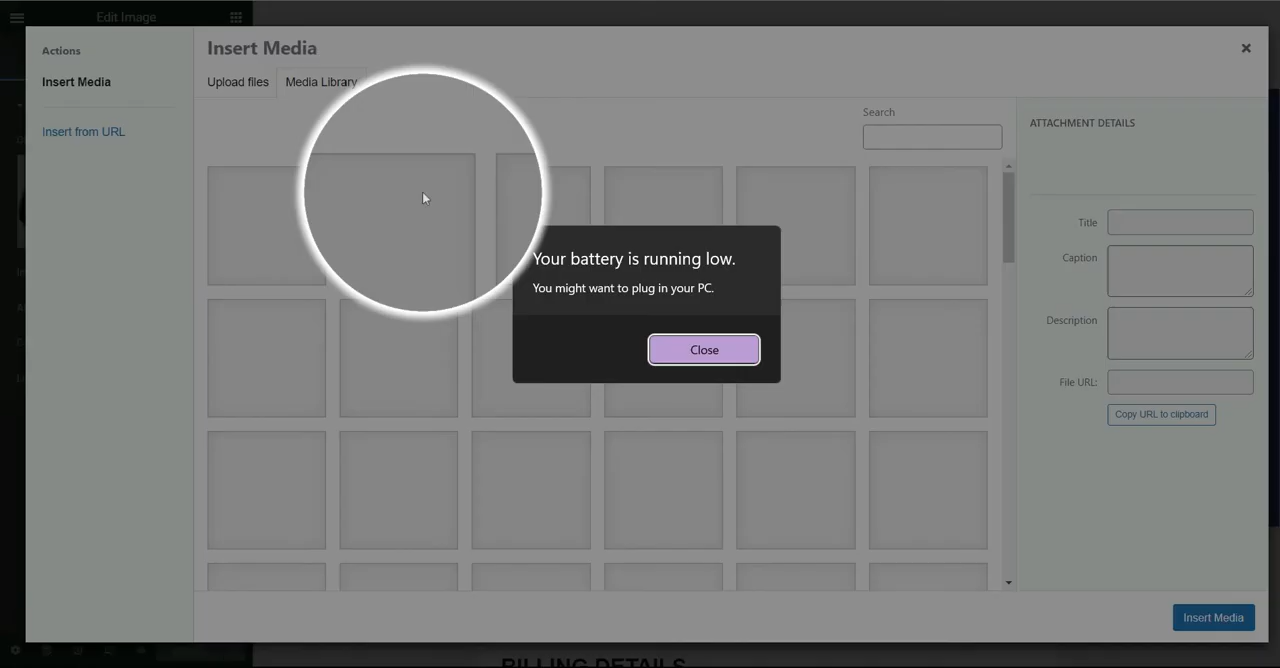 Edit Image
Actions
Insert Media
Insert Media
Insert from URL
Upload files
Media Library
Search
ATTACHMENT DETAILS
Title
Caption
Description
File URL:
Copy URL to clipboard
Your battery is running low.
You might want to plug in your PC.
Close
Insert Media
BILLING DETAILS